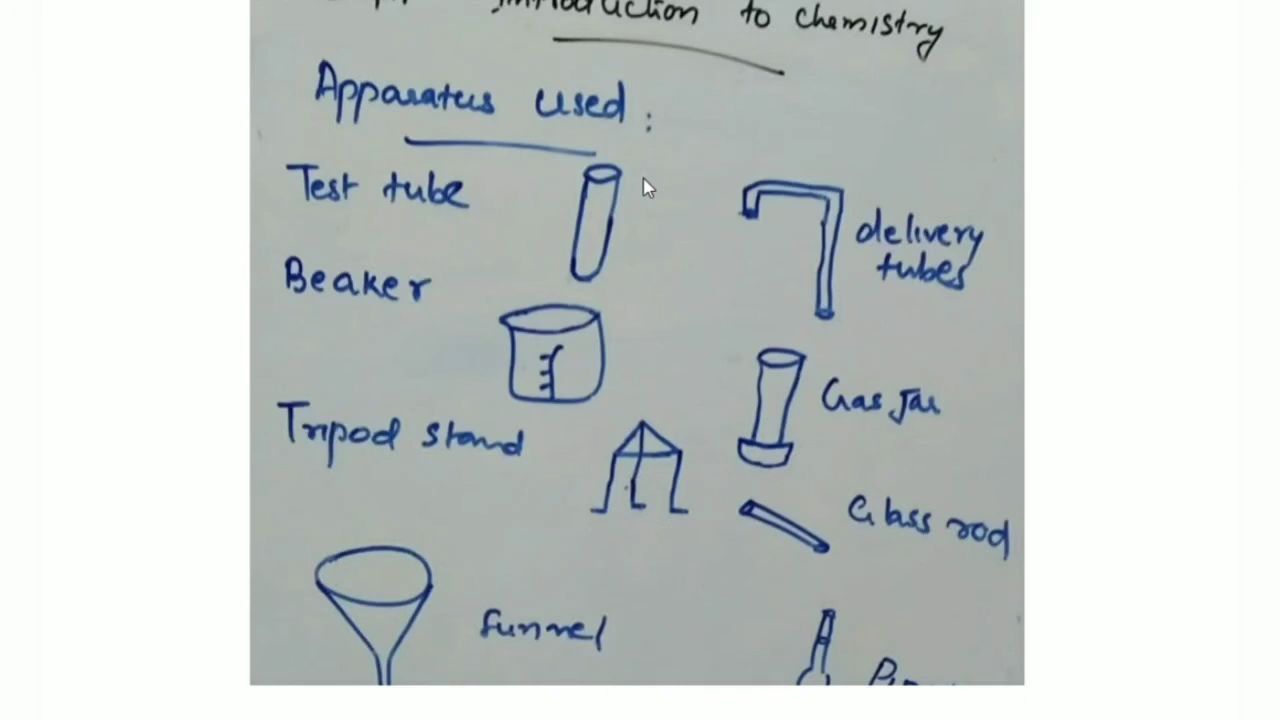 introduction to chemistry
Apparatus used:
Test tube
delivery
tubes
Beaker
Gas Jar
Tripod stand
Glass rod
funnel